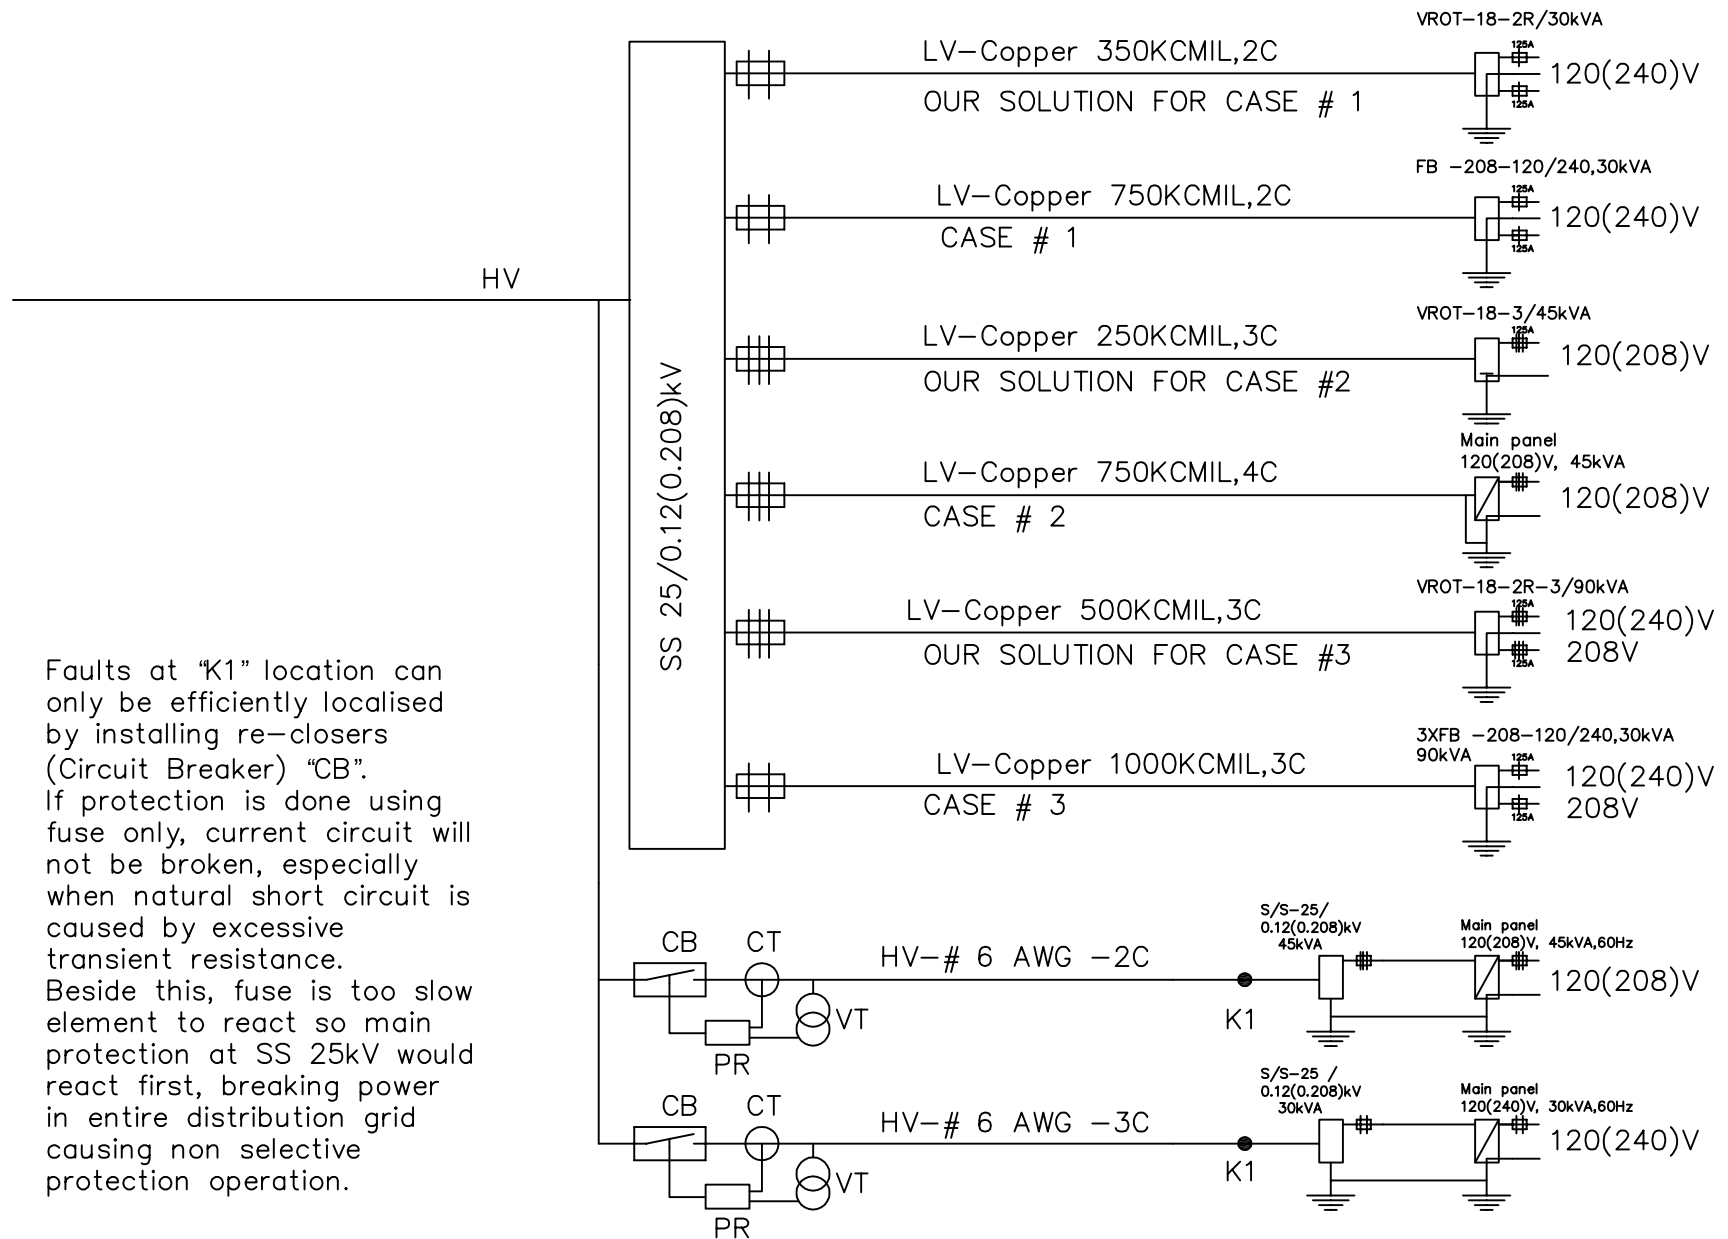 VROT-18-2R/30kVA
LV-Copper 350KCMIL,2C
125A
120(240)V
OUR SOLUTION FOR CASE # 1
125A
FB -208-120/240,30kVA
LV-Copper 750KCMIL,2C
125A
120(240)V
CASE # 1
125A
HV
VROT-18-3/45kVA
LV-Copper 250KCMIL,3C
125A
120(208)V
OUR SOLUTION FOR CASE #2
SS 25/0.12(0.208)kV
Main panel
120(208)V, 45kVA
LV-Copper 750KCMIL,4C
120(208)V
CASE # 2
VROT-18-2R-3/90kVA
LV-Copper 500KCMIL,3C
125A
120(240)V
208V
OUR SOLUTION FOR CASE #3
125A
3XFB -208-120/240,30kVA
90kVA
LV-Copper 1000KCMIL,3C
125A
120(240)V
208V
CASE # 3
125A
Faults at “K1” location can
only be efficiently localised
by installing re-closers
(Circuit Breaker) “CB”.
If protection is done using
fuse only, current circuit will
not be broken, especially
when natural short circuit is
caused by excessive
transient resistance.
Beside this, fuse is too slow
element to react so main
protection at SS 25kV would
react first, breaking power
in entire distribution grid
causing non selective
protection operation.
CB
CT
HV-# 6 AWG -2C
S/S-25/
0.12(0.208)kV
45kVA
Main panel
120(208)V, 45kVA,60Hz
120(208)V
K1
VT
PR
CB
CT
HV-# 6 AWG -3C
S/S-25 /
0.12(0.208)kV
30kVA
Main panel
120(240)V, 30kVA,60Hz
120(240)V
K1
VT
PR